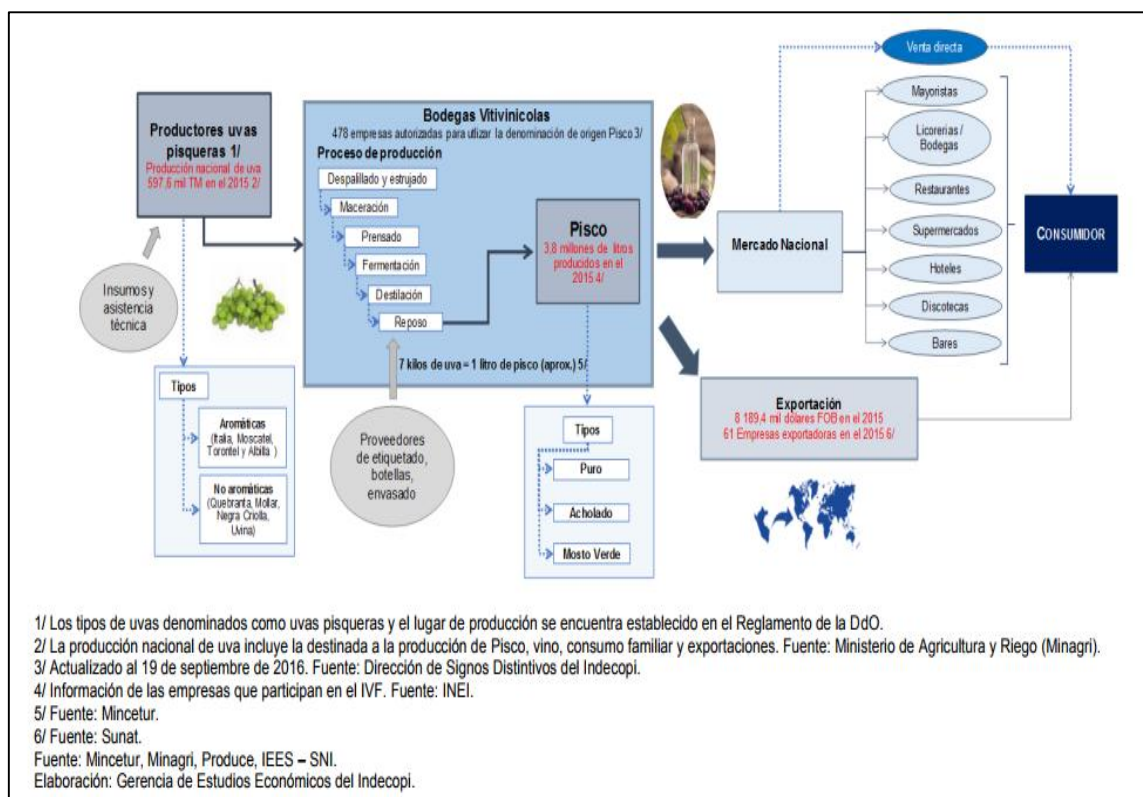 Productores uvas
pisqueras 1/
Producción nacional de uva
597,6 mil TM en el 2015 2/
Insumos y
asistencia
técnica
Tipos
Aromáticas
(Italia, Moscatel,
Torontel y Albilla )
No aromáticas
(Quebranta, Mollar,
Negra Criolla,
Uvina)
Bodegas Vitivinícolas
478 empresas autorizadas para utilizar la denominación de origen Pisco 3/
Proceso de producción
Despalillado y estrujado
Maceración
Prensado
Fermentación
Destilación
Reposo
7 kilos de uva = 1 litro de pisco (aprox.) 5/
Proveedores
de etiquetado,
botellas,
envasado
Pisco
3,8 millones de litros
producidos en el
2015 4/
Tipos
Puro
Acholado
Mosto Verde
Mercado Nacional
Venta directa
Mayoristas
Licorerías /
Bodegas
Restaurantes
Supermercados
Hoteles
Discotecas
Bares
CONSUMIDOR
Exportación
8 189,4 mil dólares FOB en el 2015
61 Empresas exportadoras en el 2015 6/
1/ Los tipos de uvas denominados como uvas pisqueras y el lugar de producción se encuentra establecido en el Reglamento de la DdO.
2/ La producción nacional de uva incluye la destinada a la producción de Pisco, vino, consumo familiar y exportaciones. Fuente: Ministerio de Agricultura y Riego (Minagri).
3/ Actualizado al 19 de septiembre de 2016. Fuente: Dirección de Signos Distintivos del Indecopi.
4/ Información de las empresas que participan en el IVF. Fuente: INEI.
5/ Fuente: Mincetur.
6/ Fuente: Sunat.
Fuente: Mincetur, Minagri, Produce, IEES – SNI.
Elaboración: Gerencia de Estudios Económicos del Indecopi.